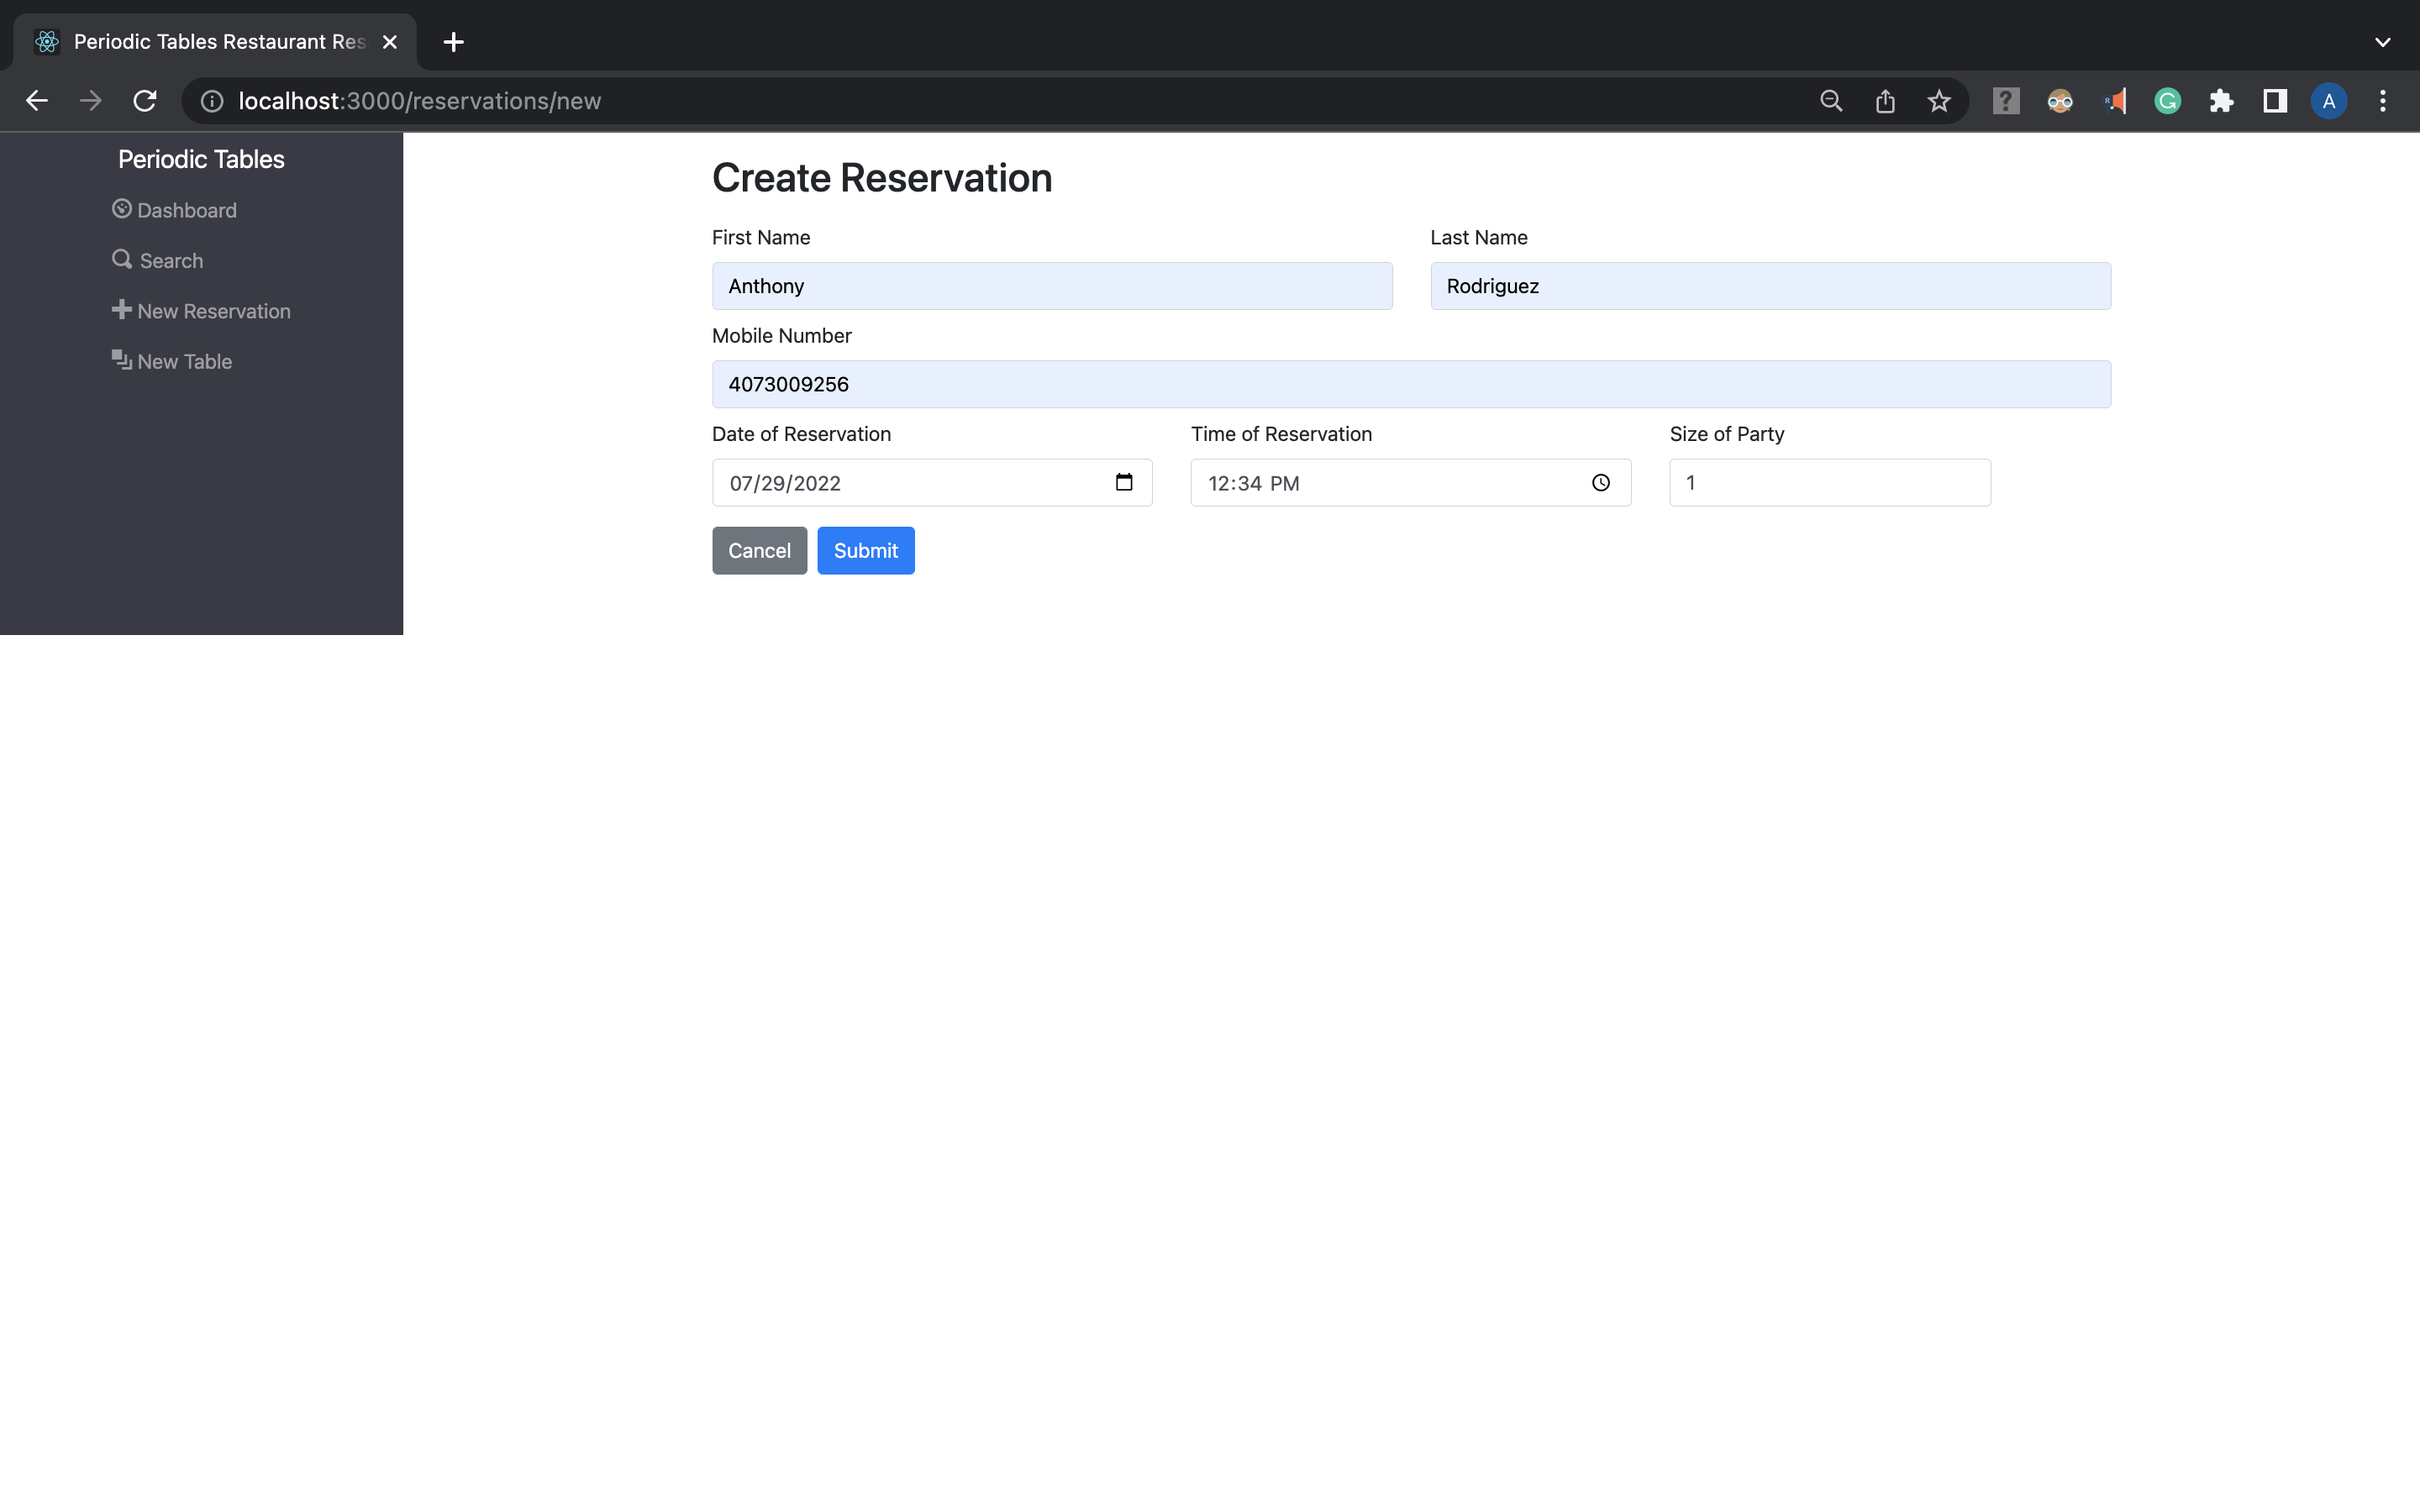 Periodic Tables Restaurant Res
localhost:3000/reservations/new
A
Periodic Tables
Dashboard
Search
New Reservation
New Table
Create Reservation
First Name Last Name
Anthony Rodriguez
Mobile Number
4073009256
Date of Reservation Time of Reservation Size of Party
07/29/2022 12:34 PM 1
Cancel Submit